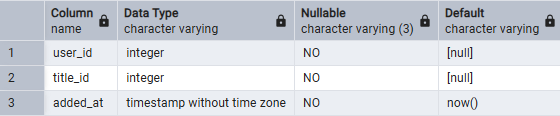 Column Data Type Nullable Default
name character varying character varying (3) character varying
1 user_id integer NO [null]
2 title_id integer NO [null]
3 added_at timestamp without time zone NO now()